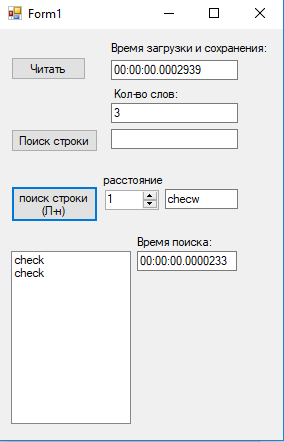 Form1
Время загрузки и сохранения:
Читать
00:00:00.0002939
Кол-во слов:
3
Поиск строки
расстояние
поиск строки
(Л-н)
1
checw
Время поиска:
00:00:00.0000233
check
check